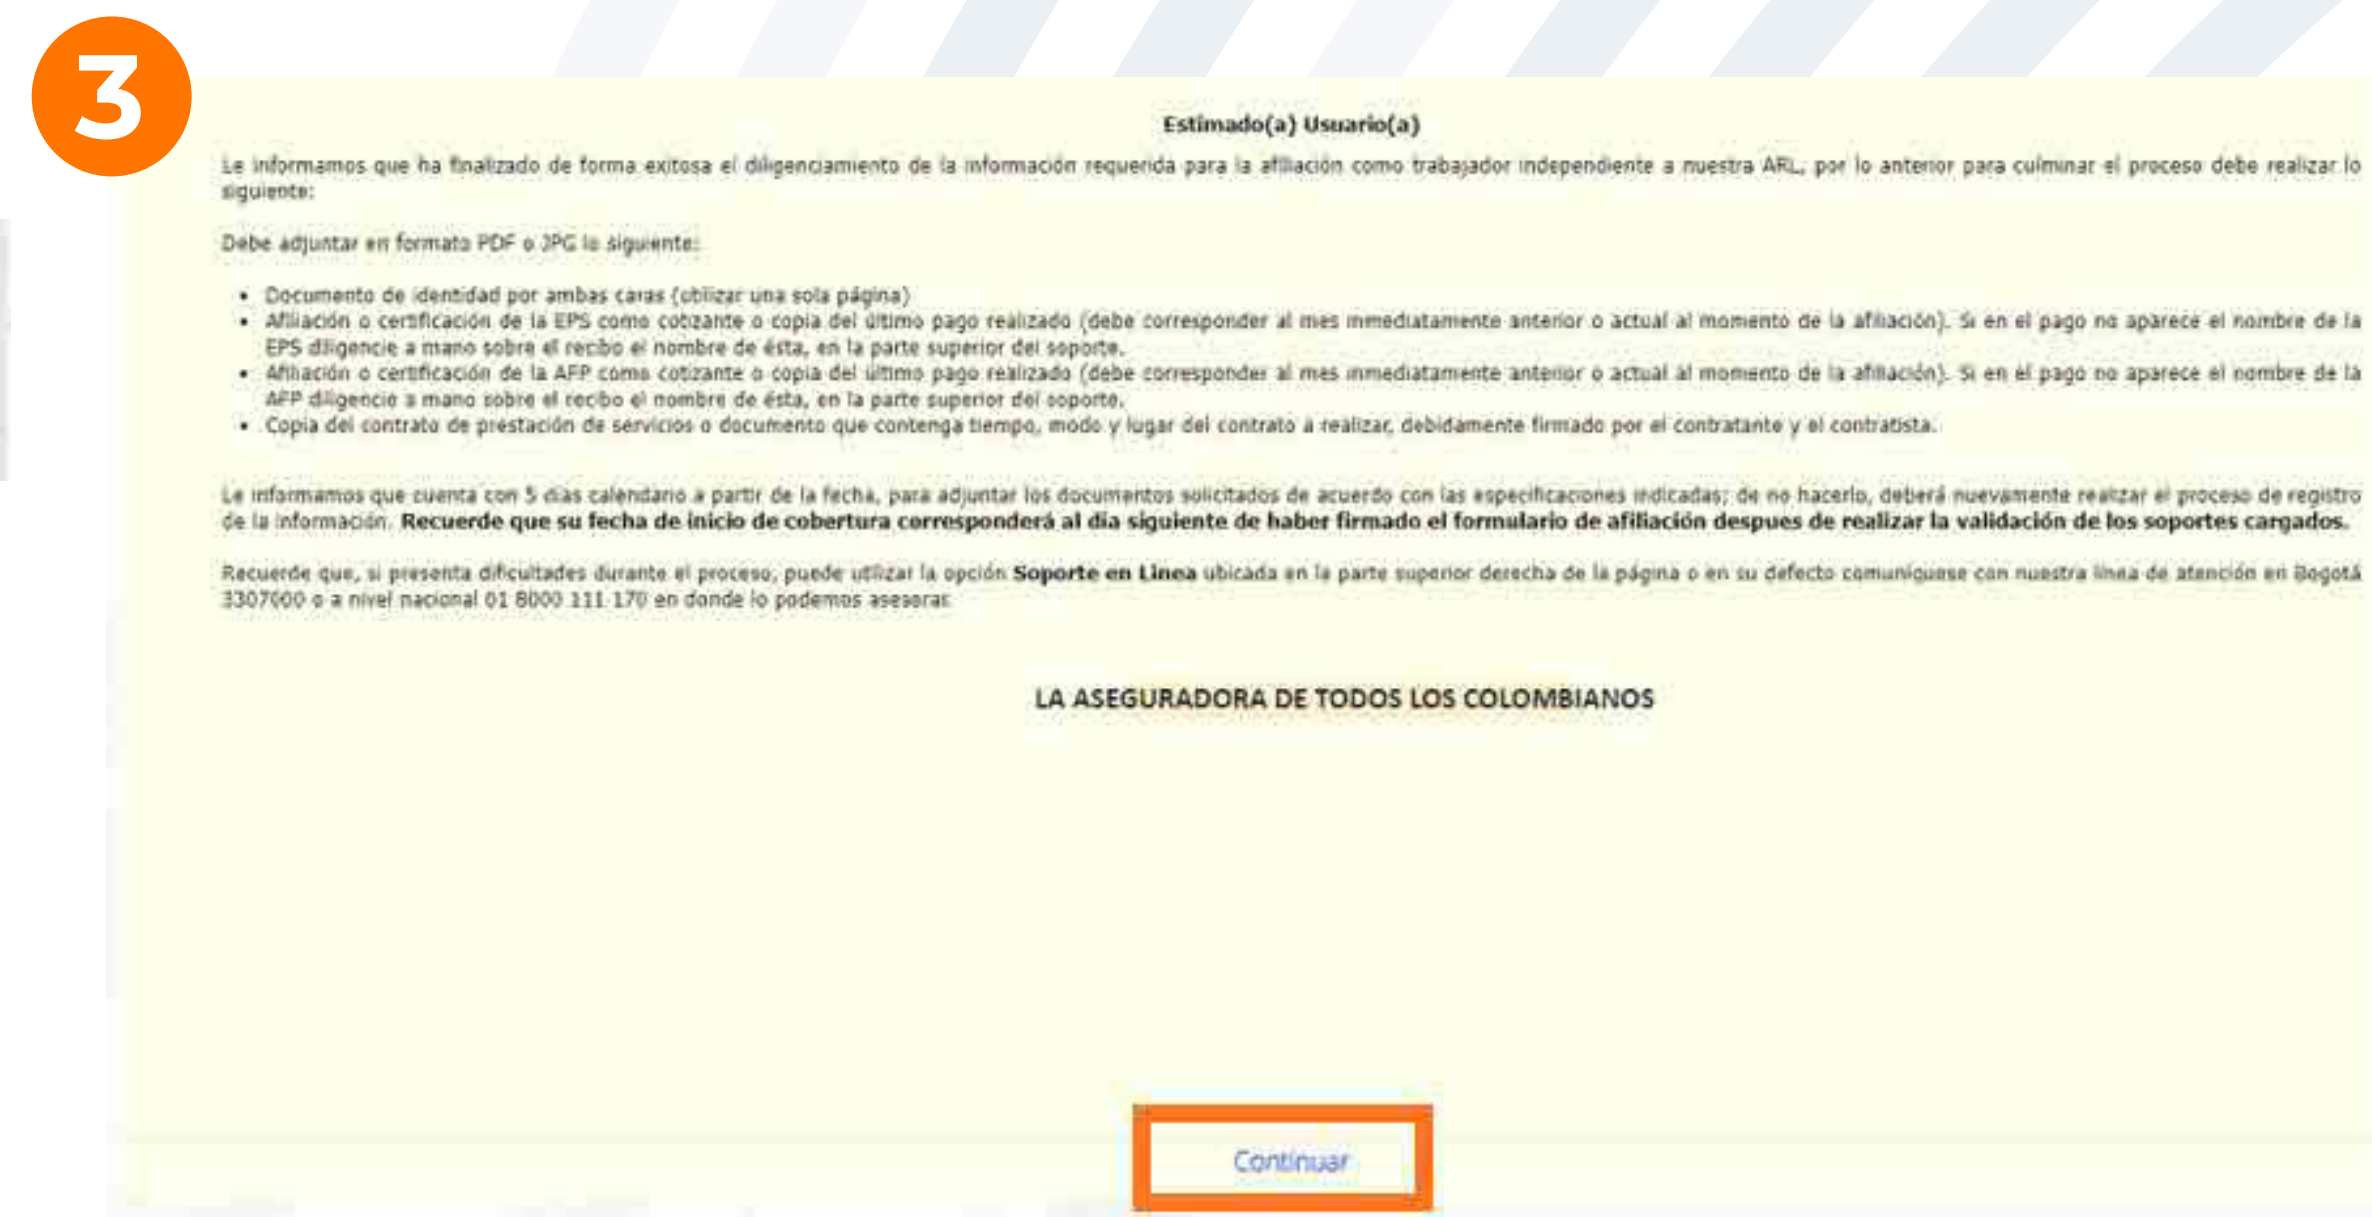 3
Estimado(a) Usuario(a)
Le informamos que ha finalizado de forma exitosa el diligenciamiento de la información requerida para la afiliación como trabajador independiente a nuestra ARL, por lo anterior para culminar el proceso debe realizar lo
siguiente:
Debe adjuntar en formato PDF o JPG lo siguiente:
• Documento de identidad por ambas caras (utilizar una sola página)
• Afiliación o certificación de la EPS como cotizante o copia del último pago realizado (debe corresponder al mes inmediatamente anterior o actual al momento de la afiliación). Si en el pago no aparece el nombre de la
EPS diligencie a mano sobre el recibo el nombre de ésta, en la parte superior del soporte.
• Afiliación o certificación de la AFP como cotizante o copia del último pago realizado (debe corresponder al mes inmediatamente anterior o actual al momento de la afiliación). Si en el pago no aparece el nombre de la
AFP diligencie a mano sobre el recibo el nombre de ésta, en la parte superior del soporte.
• Copia del contrato de prestación de servicios o documento que contenga tiempo, modo y lugar del contrato a realizar, debidamente firmado por el contratante y el contratista.
Le informamos que cuenta con 5 días calendario a partir de la fecha, para adjuntar los documentos solicitados de acuerdo con las especificaciones indicadas; de no hacerlo, deberá nuevamente realizar el proceso de registro
de la información. Recuerde que su fecha de inicio de cobertura corresponderá al día siguiente de haber firmado el formulario de afiliación despues de realizar la validación de los soportes cargados.
Recuerde que, si presenta dificultades durante el proceso, puede utilizar la opción Soporte en Linea ubicada en la parte superior derecha de la página o en su defecto comuníquese con nuestra línea de atención en Bogotá
3307000 o a nivel nacional 01 8000 111 170 en donde lo podemos asesorar.
LA ASEGURADORA DE TODOS LOS COLOMBIANOS
Continuar